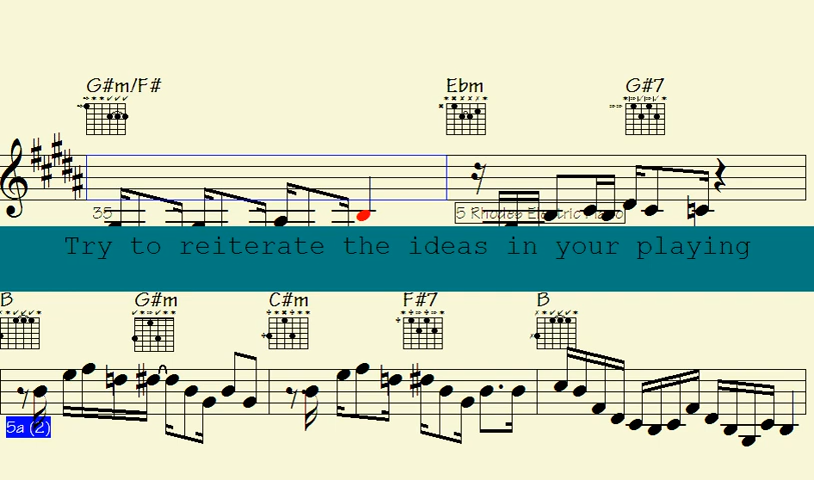 G#m/F# Ebm G#7
35 5 Rhodes Electric Piano
Try to reiterate the ideas in your playing
B G#m C#m F#7 B
5a (2)